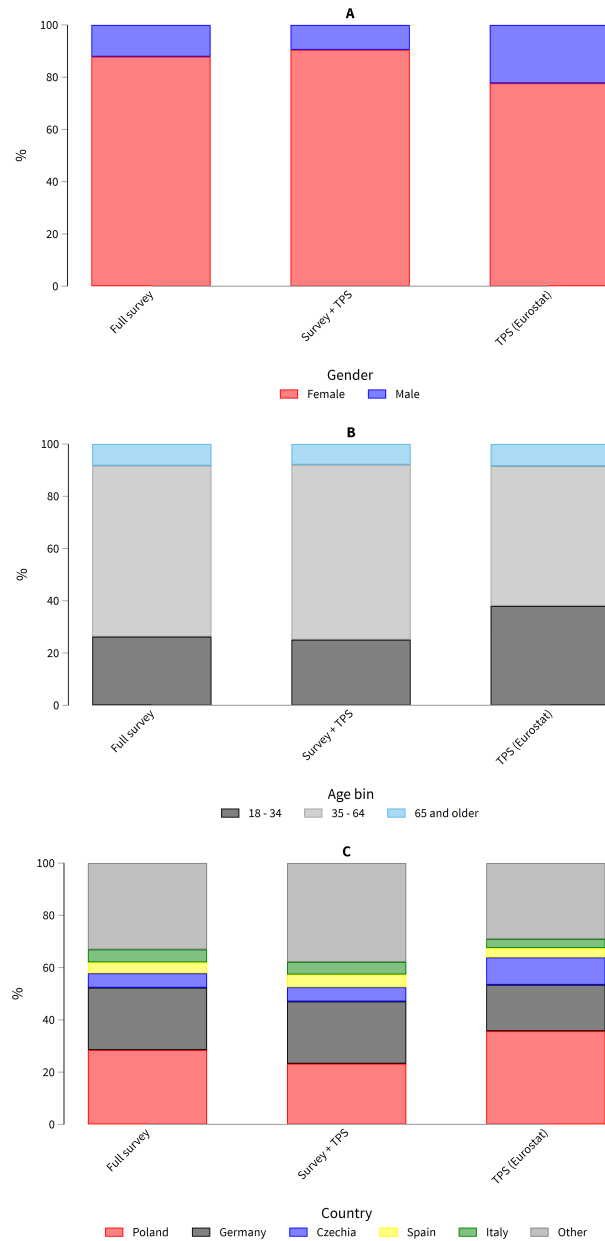 A
100
80
60
40
20
0
%
Full survey
Survey + TPS
TPS (Eurostat)
Gender
Female Male
B
100
80
60
40
20
0
%
Full survey
Survey + TPS
TPS (Eurostat)
Age bin
18 - 34 35 - 64 65 and older
C
100
80
60
40
20
0
%
Full survey
Survey + TPS
TPS (Eurostat)
Country
Poland Germany Czechia Spain Italy Other